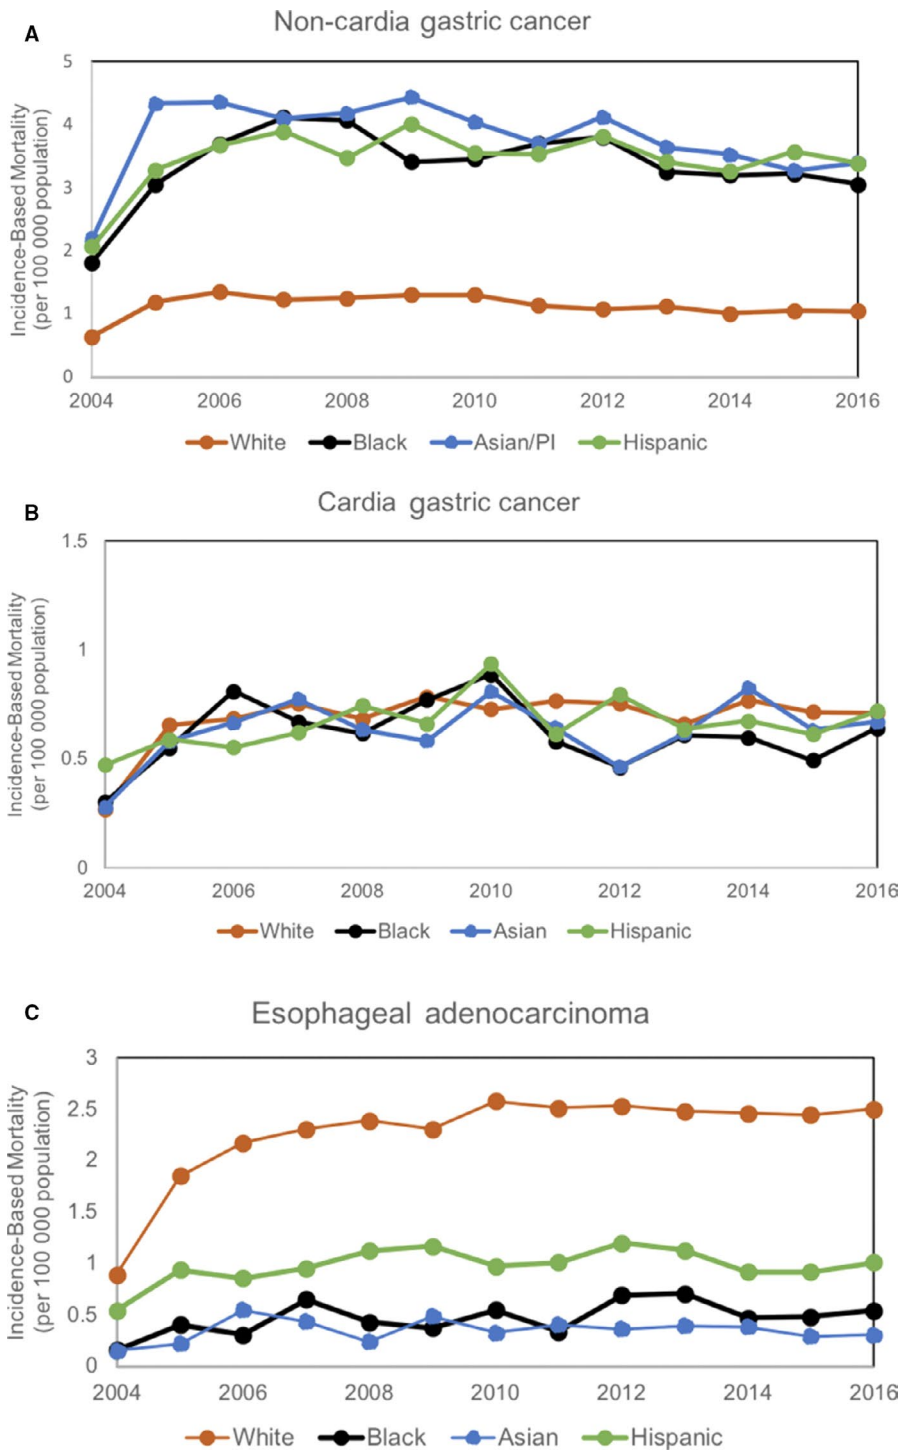 A
Non-cardia gastric cancer
Incidence-Based Mortality
(per 100 000 population)
5
4
3
2
1
0
2004 2006 2008 2010 2012 2014 2016
White Black Asian/PI Hispanic
B
Cardia gastric cancer
Incidence-Based Mortality
(per 100 000 population)
1.5
1
0.5
0
2004 2006 2008 2010 2012 2014 2016
White Black Asian Hispanic
C
Esophageal adenocarcinoma
Incidence-Based Mortality
(per 100 000 population)
3
2.5
2
1.5
1
0.5
0
2004 2006 2008 2010 2012 2014 2016
White Black Asian Hispanic